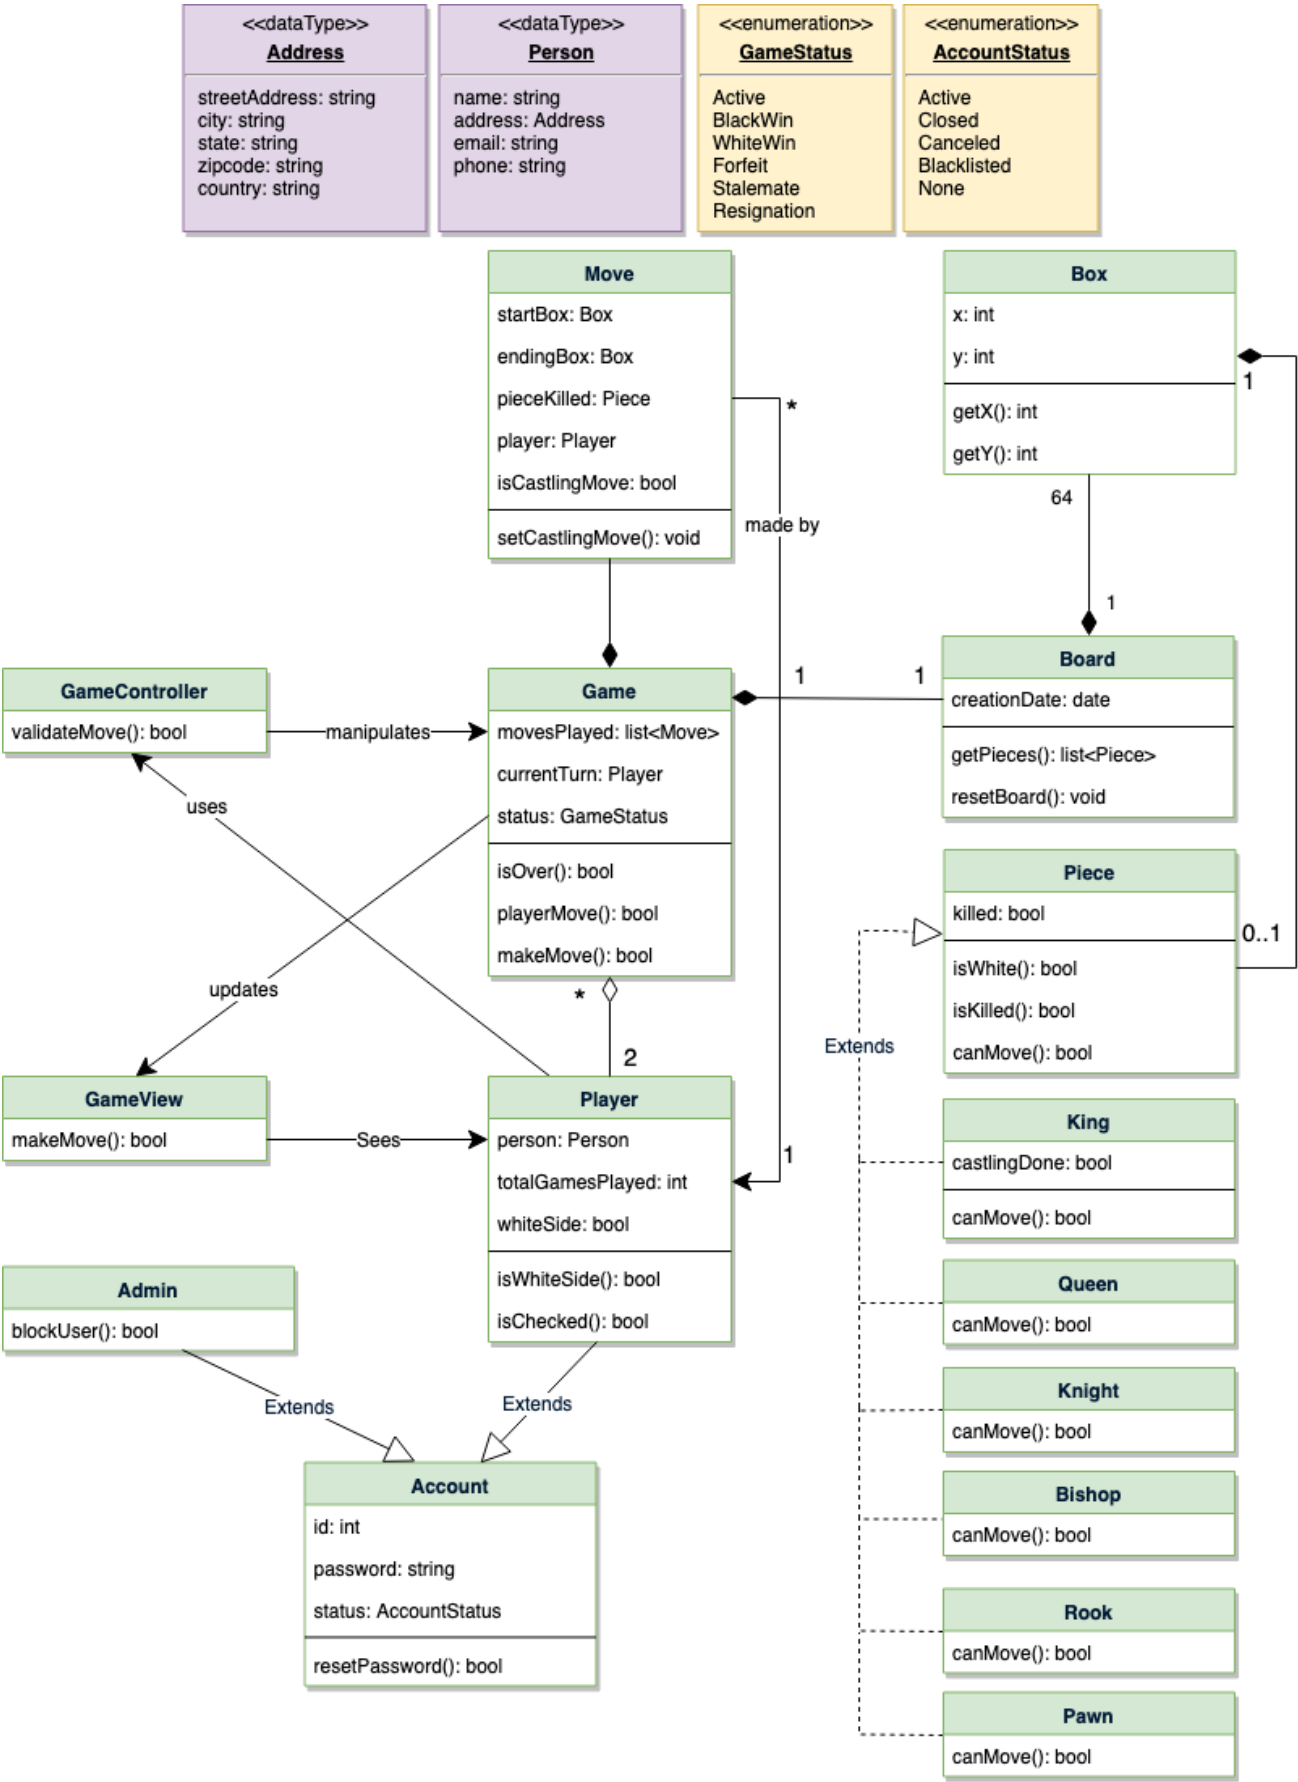 <<dataType>>
Address
streetAddress: string
city: string
state: string
zipcode: string
country: string
<<dataType>>
Person
name: string
address: Address
email: string
phone: string
<<enumeration>>
GameStatus
Active
BlackWin
WhiteWin
Forfeit
Stalemate
Resignation
<<enumeration>>
AccountStatus
Active
Closed
Canceled
Blacklisted
None
Move
startBox: Box
endingBox: Box
pieceKilled: Piece
player: Player
isCastlingMove: bool
setCastlingMove(): void
*
made by
1
Box
x: int
y: int
getX(): int
getY(): int
1
64
1
GameController
validateMove(): bool
manipulates
uses
updates
Game
movesPlayed: list<Move>
currentTurn: Player
status: GameStatus
isOver(): bool
playerMove(): bool
makeMove(): bool
1
1
*
2
Board
creationDate: date
getPieces(): list<Piece>
resetBoard(): void
Piece
killed: bool
isWhite(): bool
isKilled(): bool
canMove(): bool
0..1
Extends
GameView
makeMove(): bool
Sees
Player
person: Person
totalGamesPlayed: int
whiteSide: bool
isWhiteSide(): bool
isChecked(): bool
King
castlingDone: bool
canMove(): bool
Queen
canMove(): bool
Knight
canMove(): bool
Bishop
canMove(): bool
Rook
canMove(): bool
Pawn
canMove(): bool
Admin
blockUser(): bool
Extends
Extends
Account
id: int
password: string
status: AccountStatus
resetPassword(): bool